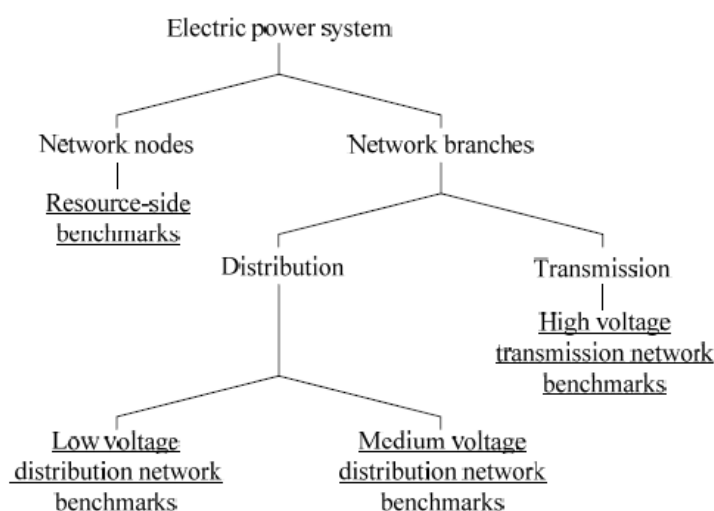 Electric power system
Network nodes
Network branches
Resource-side
benchmarks
Distribution
Transmission
High voltage
transmission network
benchmarks
Low voltage
distribution network
benchmarks
Medium voltage
distribution network
benchmarks